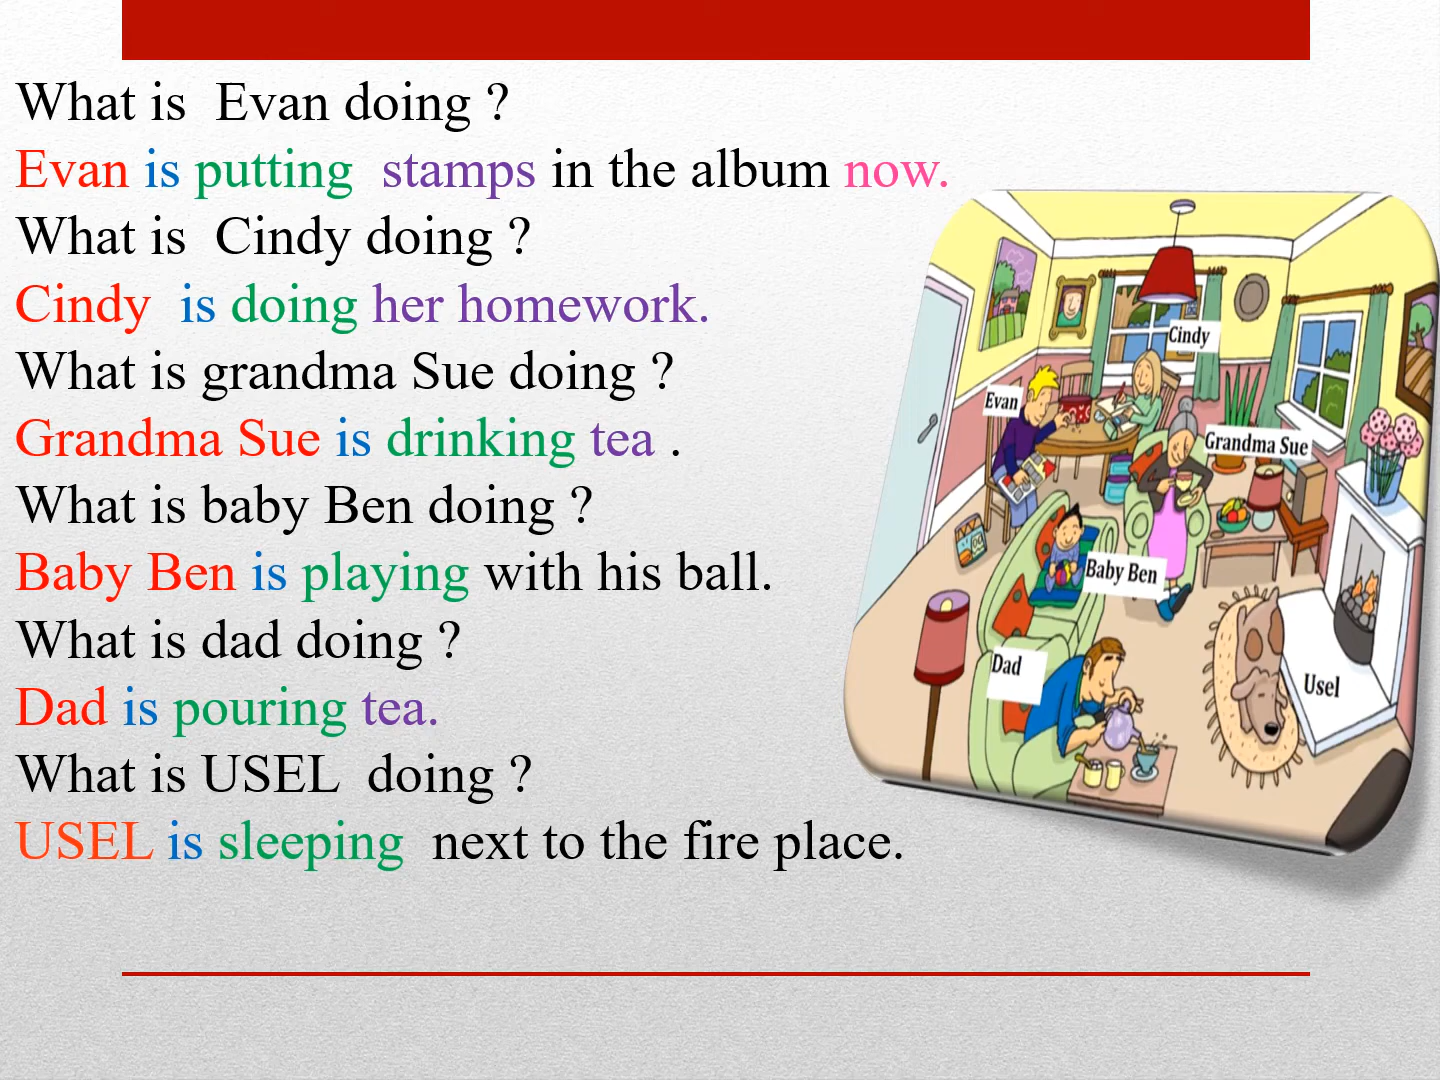 What is  Evan doing ?
Evan is putting  stamps in the album now.
What is  Cindy doing ?
Cindy  is doing her homework.
What is grandma Sue doing ?
Grandma Sue is drinking tea .
What is baby Ben doing ?
Baby Ben is playing with his ball.
What is dad doing ?
Dad is pouring tea.
What is USEL  doing ?
USEL is sleeping  next to the fire place.
Cindy
Evan
Grandma Sue
Baby Ben
Dad
Usel